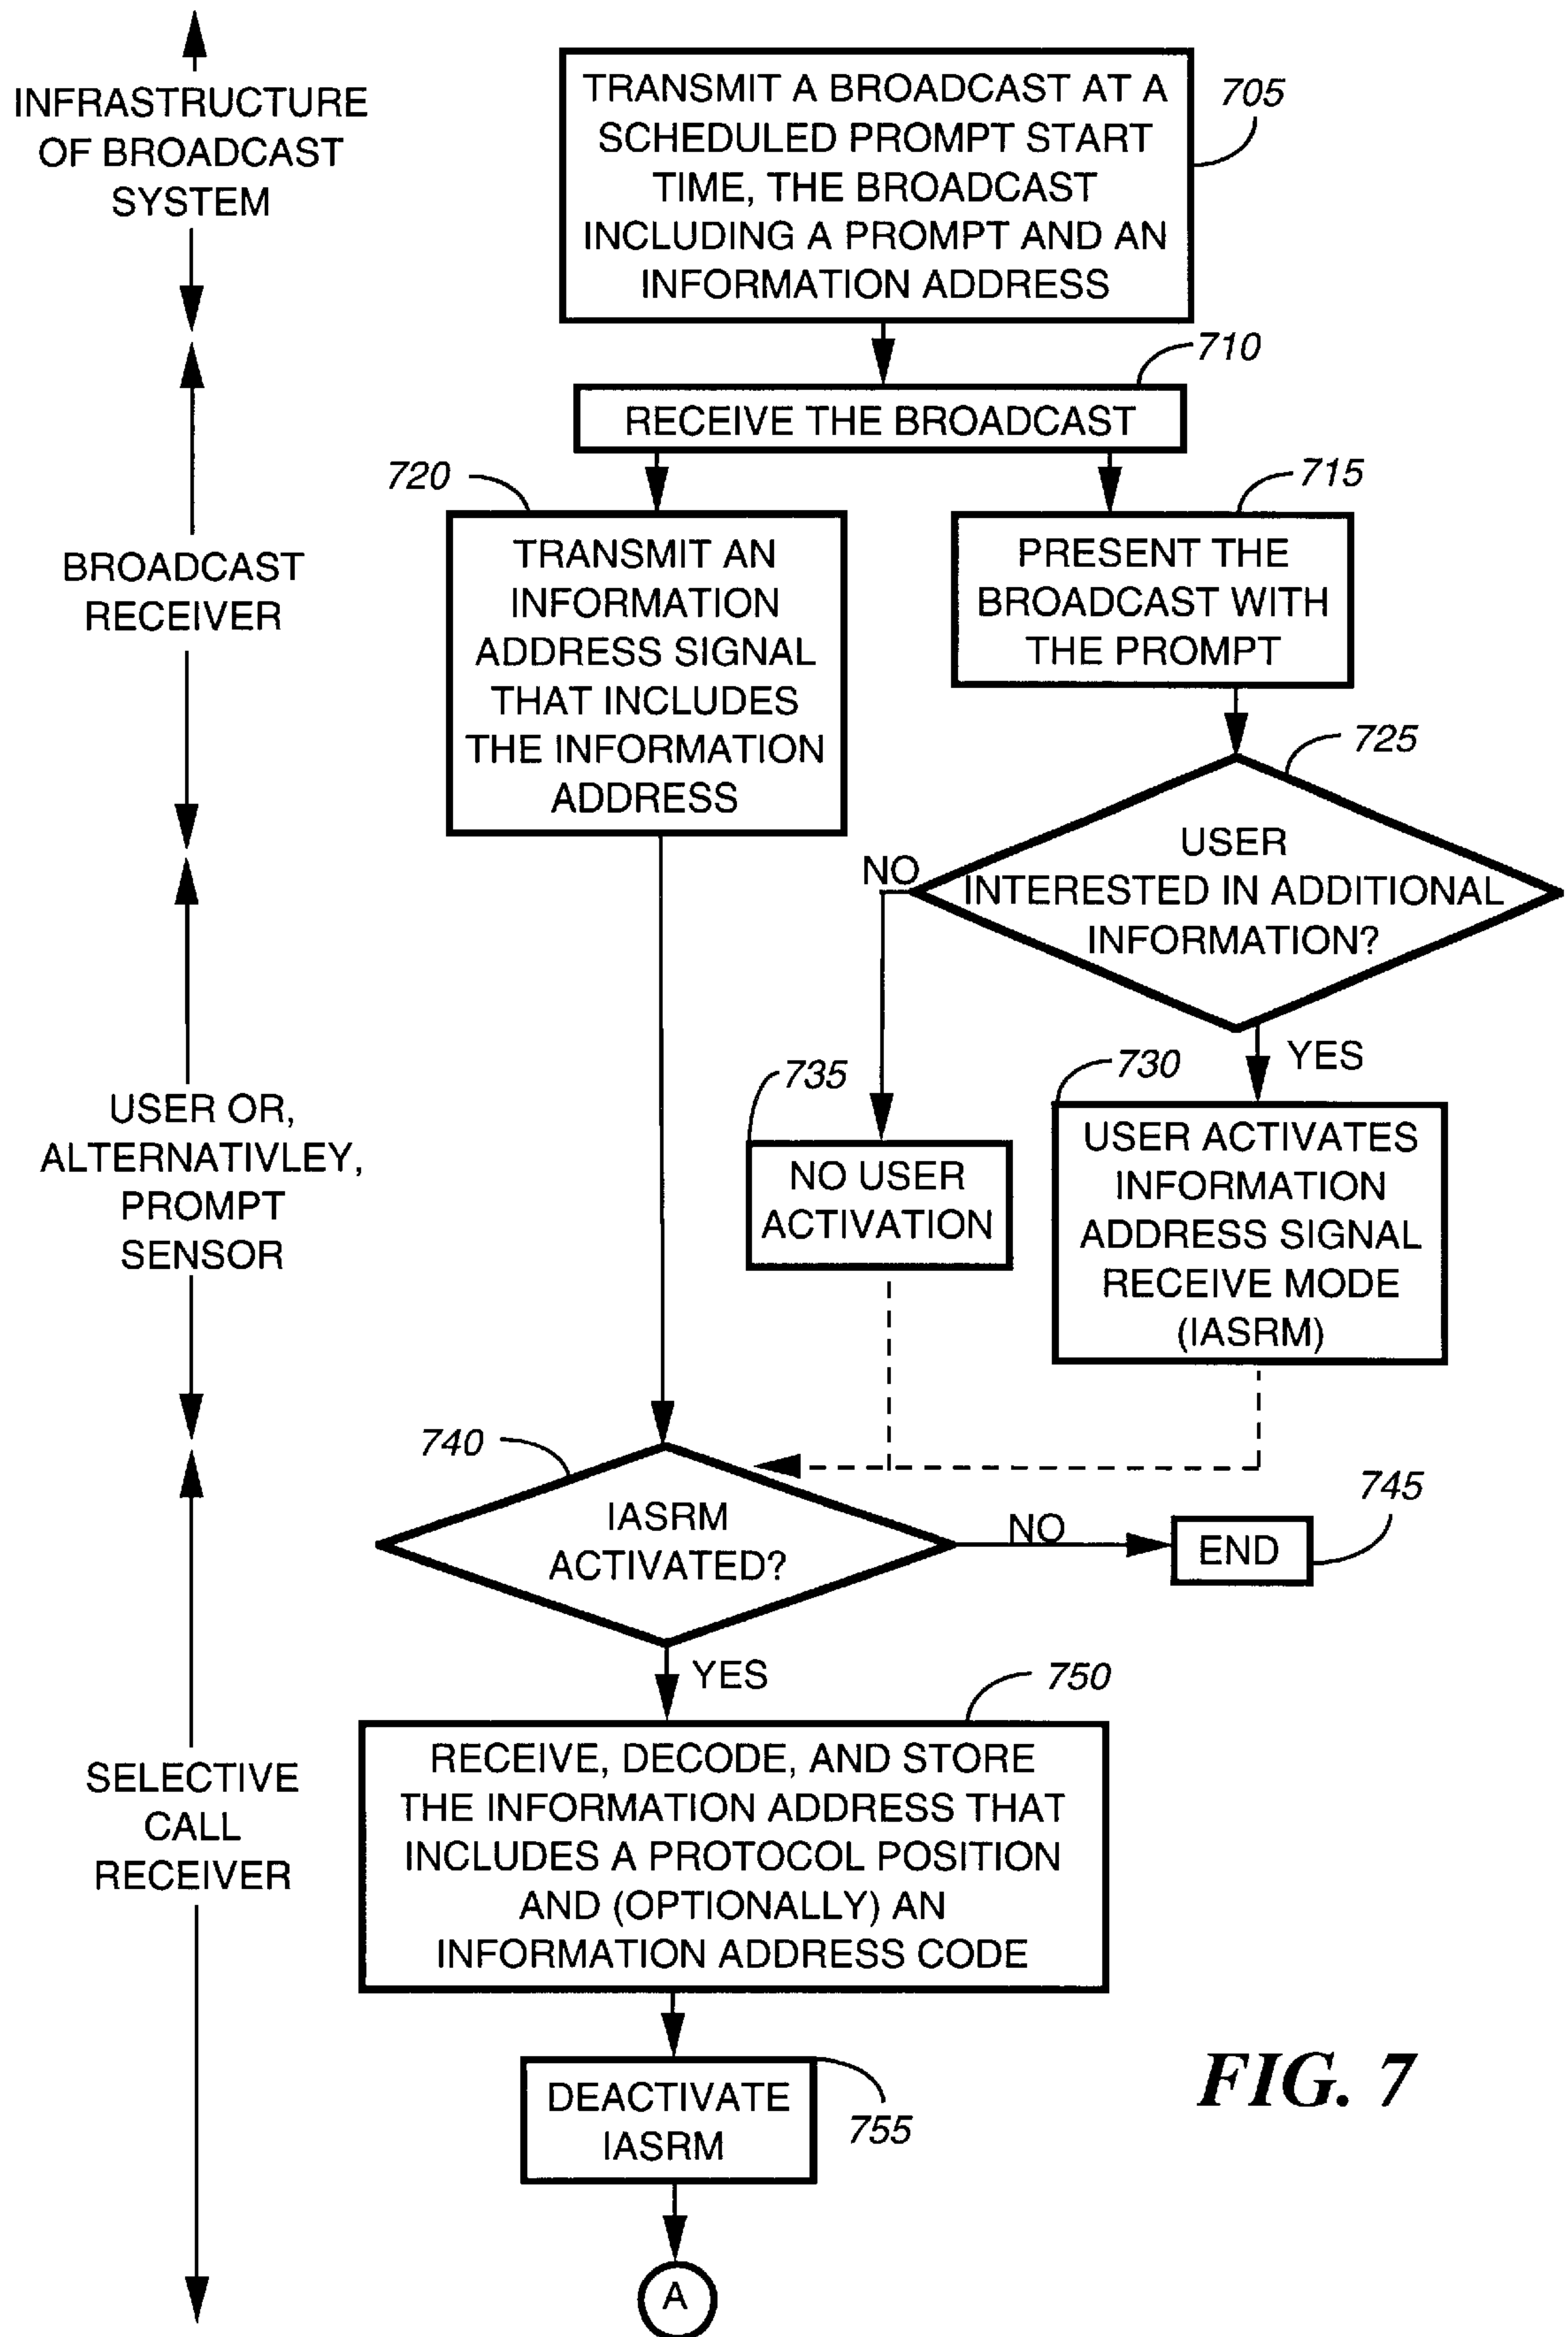 INFRASTRUCTURE
OF BROADCAST
SYSTEM
TRANSMIT A BROADCAST AT A
SCHEDULED PROMPT START
TIME, THE BROADCAST
INCLUDING A PROMPT AND AN
INFORMATION ADDRESS
705
710
RECEIVE THE BROADCAST
BROADCAST
RECEIVER
720
TRANSMIT AN
INFORMATION
ADDRESS SIGNAL
THAT INCLUDES
THE INFORMATION
ADDRESS
715
PRESENT THE
BROADCAST WITH
THE PROMPT
725
USER
INTERESTED IN ADDITIONAL
INFORMATION?
NO
YES
USER OR,
ALTERNATIVLEY,
PROMPT
SENSOR
735
NO USER
ACTIVATION
730
USER ACTIVATES
INFORMATION
ADDRESS SIGNAL
RECEIVE MODE
(IASRM)
740
IASRM
ACTIVATED?
NO
745
END
YES
SELECTIVE
CALL
RECEIVER
750
RECEIVE, DECODE, AND STORE
THE INFORMATION ADDRESS THAT
INCLUDES A PROTOCOL POSITION
AND (OPTIONALLY) AN
INFORMATION ADDRESS CODE
DEACTIVATE
IASRM
755
A
FIG. 7